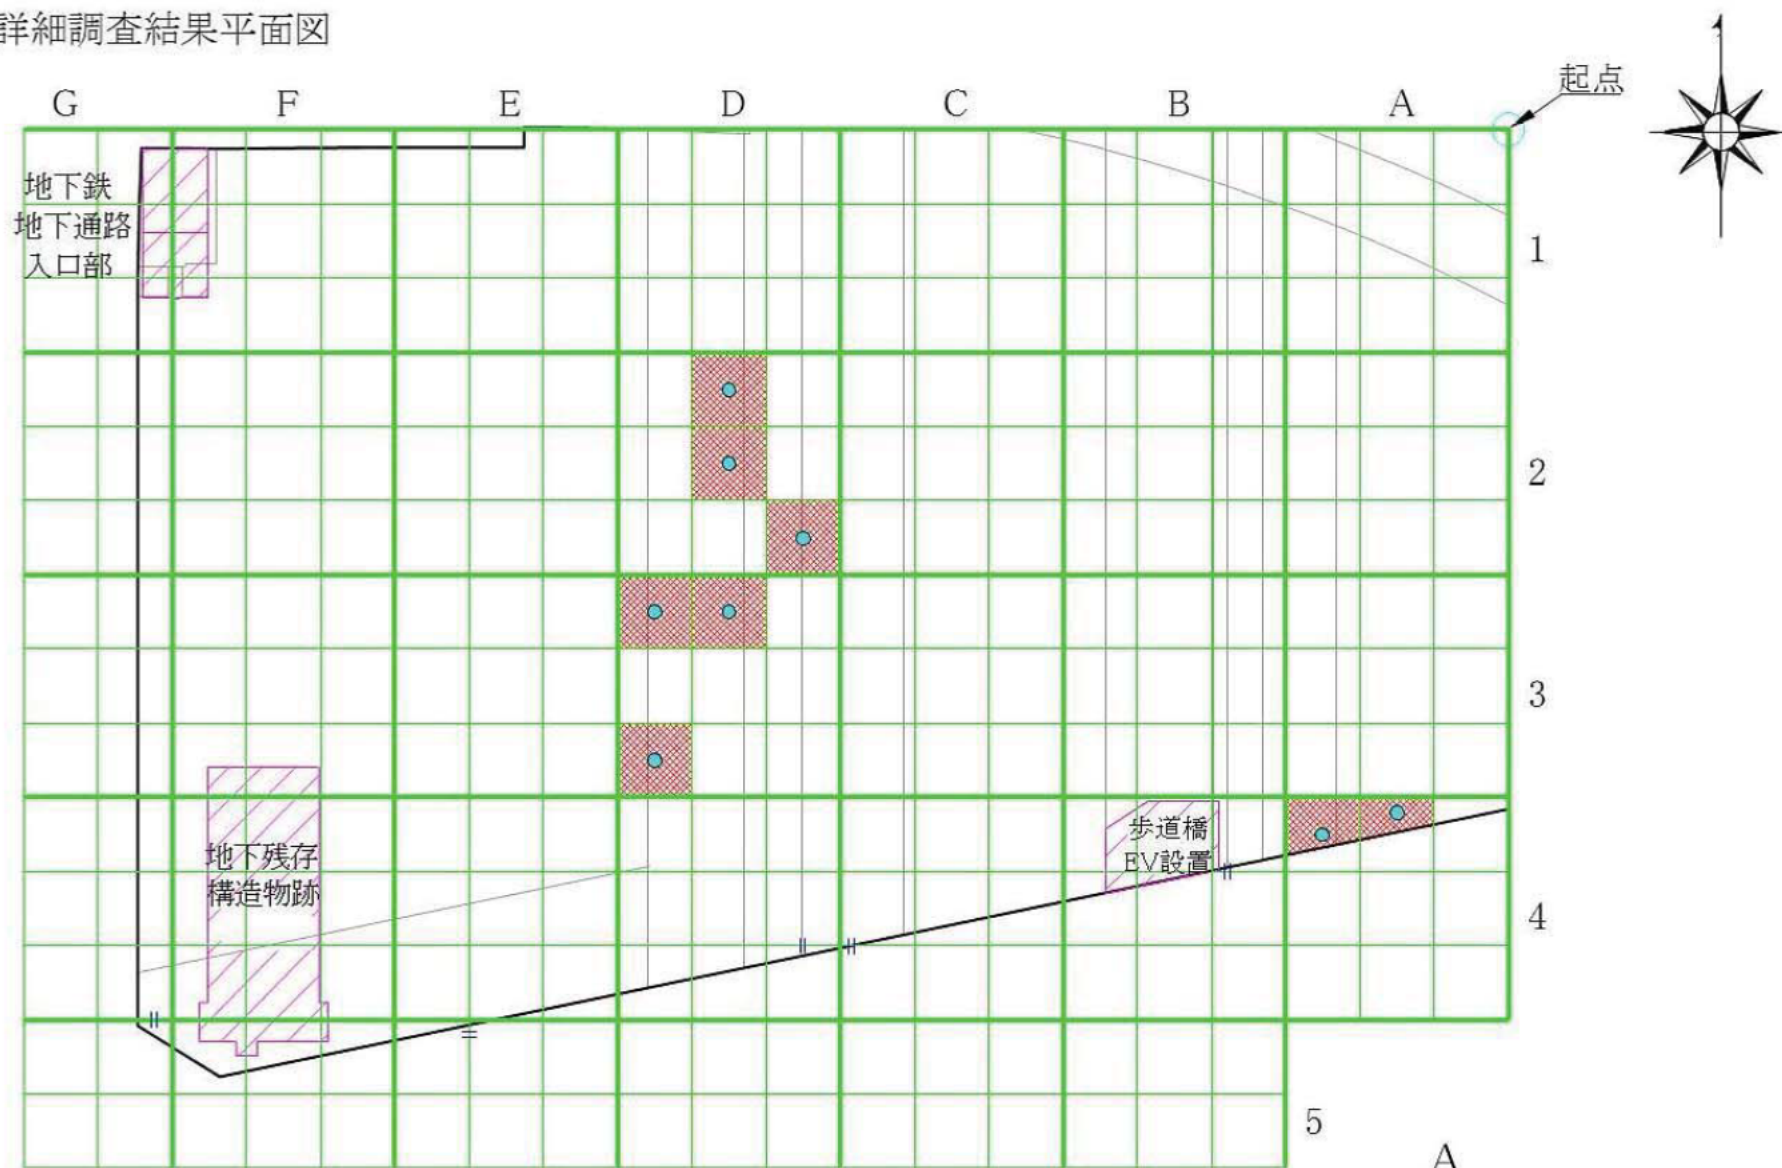 詳細調査結果平面図
起点
G F E D C B A
地下鉄
地下通路
入口部
1
2
3
歩道橋
EV設置
地下残存
構造物跡
4
5
A